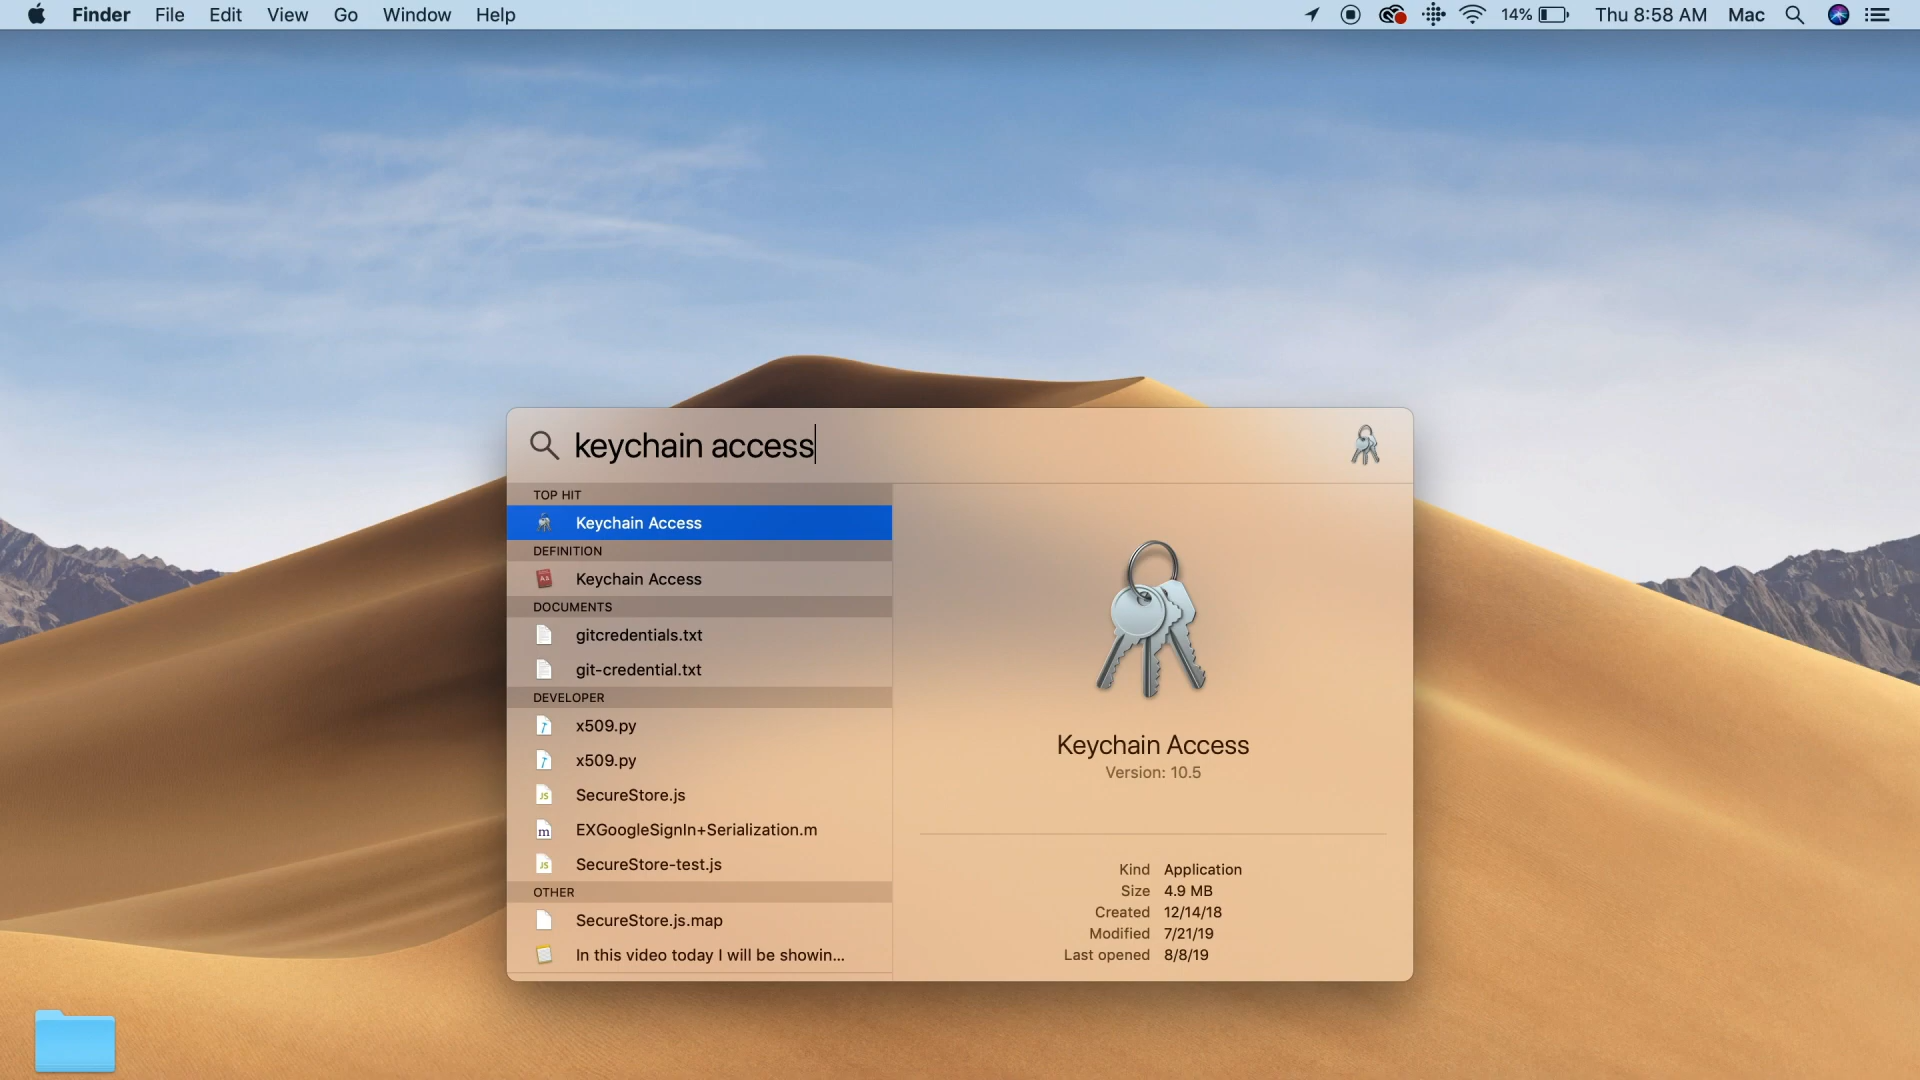 Finder File Edit View Go Window Help 14% Thu 8:58 AM Mac
keychain access
TOP HIT
Keychain Access
DEFINITION
Keychain Access
DOCUMENTS
gitcredentials.txt
git-credential.txt
DEVELOPER
x509.py
x509.py
SecureStore.js
EXGoogleSignIn+Serialization.m
SecureStore-test.js
OTHER
SecureStore.js.map
In this video today I will be showin...
Keychain Access
Version: 10.5
Kind Application
Size 4.9 MB
Created 12/14/18
Modified 7/21/19
Last opened 8/8/19